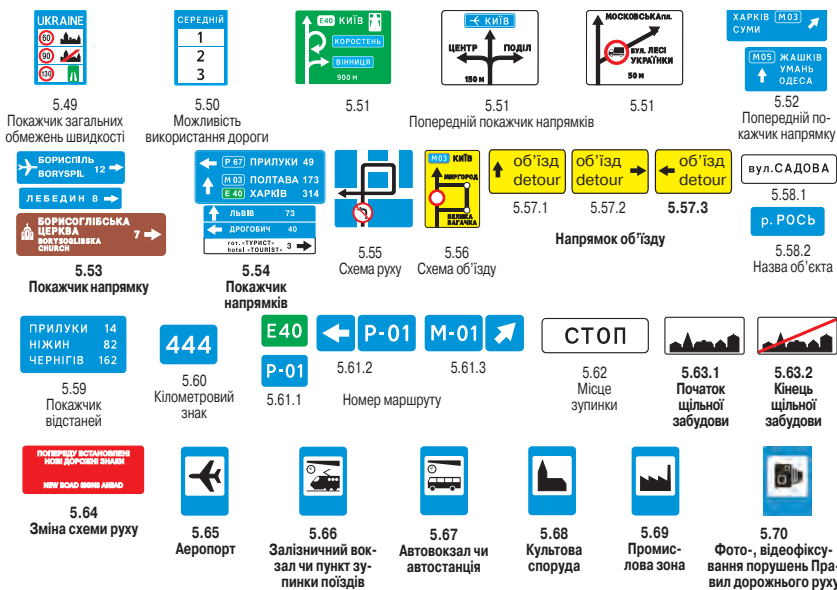 UKRAINE
60
90
130
5.49
Покажчик загальних
обмежень швидкості
СЕРЕДНІЙ
1
2
3
5.50
Можливість
використання дороги
E40 КИЇВ
КОРОСТЕНЬ
ВІННИЦЯ
900 м
5.51
КИЇВ
ЦЕНТР ПОДІЛ
150 м
5.51
МОСКОВСЬКА пл.
БУЛ. ЛЕСІ
УКРАЇНКИ
50 м
5.51
Попередній покажчик напрямків
ХАРКІВ M03
СУМИ
M05 ЖАШКІВ
УМАНЬ
ОДЕСА
5.52
Попередній по-
кажчик напрямку
БОРИСПІЛЬ
BORYSPIL 12
ЛЕБЕДИН 8
БОРИСОГЛІБСЬКА
ЦЕРКВА
BORYSOGLIBSKA
CHURCH
7
5.53
Покажчик напрямку
P 67 ПРИЛУКИ 49
M 03 ПОЛТАВА 173
E 40 ХАРКІВ 314
ЛЬВІВ 73
ДРОГОБИЧ 40
гот. «ТУРИСТ»
hotel «TOURIST» 3
5.54
Покажчик
напрямків
5.55
Схема руху
M03 КИЇВ
МИРГОРОД
ВЕЛИКА
БАГАЧКА
5.56
Схема об’їзду
об’їзд
detour
5.57.1
об’їзд
detour
5.57.2
об’їзд
detour
5.57.3
Напрямок об’їзду
вул.САДОВА
5.58.1
р. РОСЬ
5.58.2
Назва об’єкта
ПРИЛУКИ 14
НІЖИН 82
ЧЕРНІГІВ 162
5.59
Покажчик
відстаней
444
5.60
Кілометровий
знак
E40
P-01
5.61.1
P-01
5.61.2
M-01
5.61.3
Номер маршруту
СТОП
5.62
Місце
зупинки
5.63.1
Початок
щільної
забудови
5.63.2
Кінець
щільної
забудови
ПОПЕРЕДУ ВСТАНОВЛЕНІ
НОВІ ДОРОЖНІ ЗНАКИ
NEW ROAD SIGNS AHEAD
5.64
Зміна схеми руху
5.65
Аеропорт
5.66
Залізничний вок-
зал чи пункт зу-
пинки поїздів
5.67
Автовокзал чи
автостанція
5.68
Культова
споруда
5.69
Промис-
лова зона
5.70
Фото-, відеофіксу-
вання порушень Пра-
вил дорожнього руху